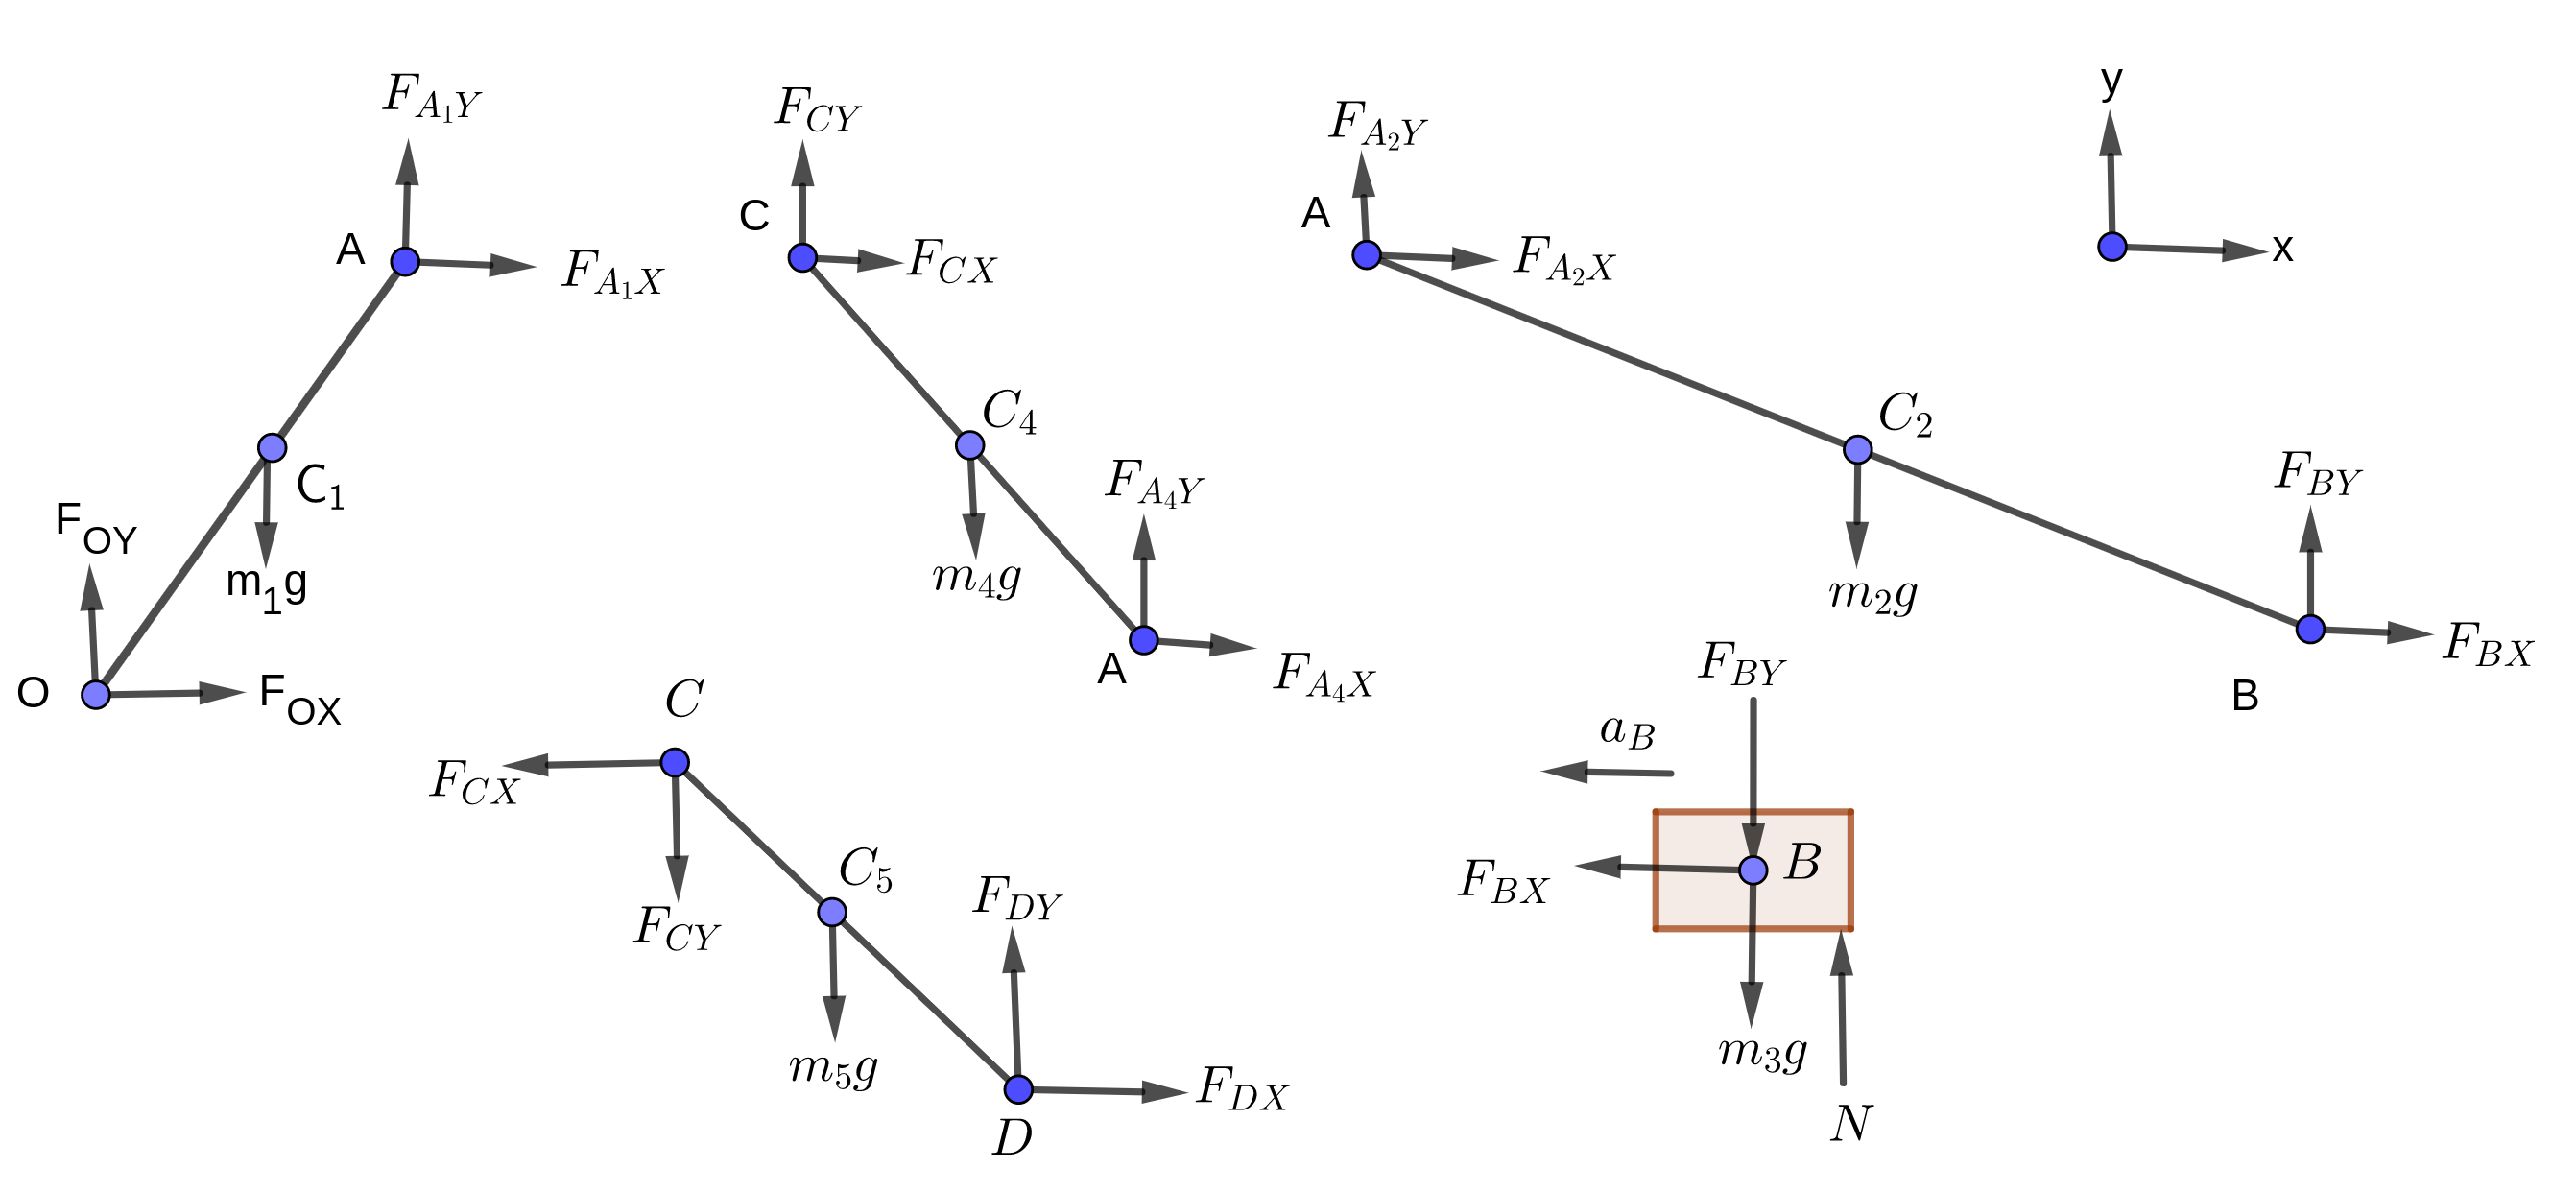 F_{A_1Y}
A
F_{A_1X}
C_1
m_1g
F_{OY}
O
F_{OX}
F_{CY}
C
F_{CX}
C_4
m_4g
F_{A_4Y}
A
F_{A_4X}
F_{A_2Y}
A
F_{A_2X}
C_2
m_2g
F_{BY}
F_{BX}
B
y
x
C
F_{CX}
F_{CY}
C_5
m_5g
F_{DY}
F_{DX}
D
F_{BY}
a_B
F_{BX}
B
m_3g
N